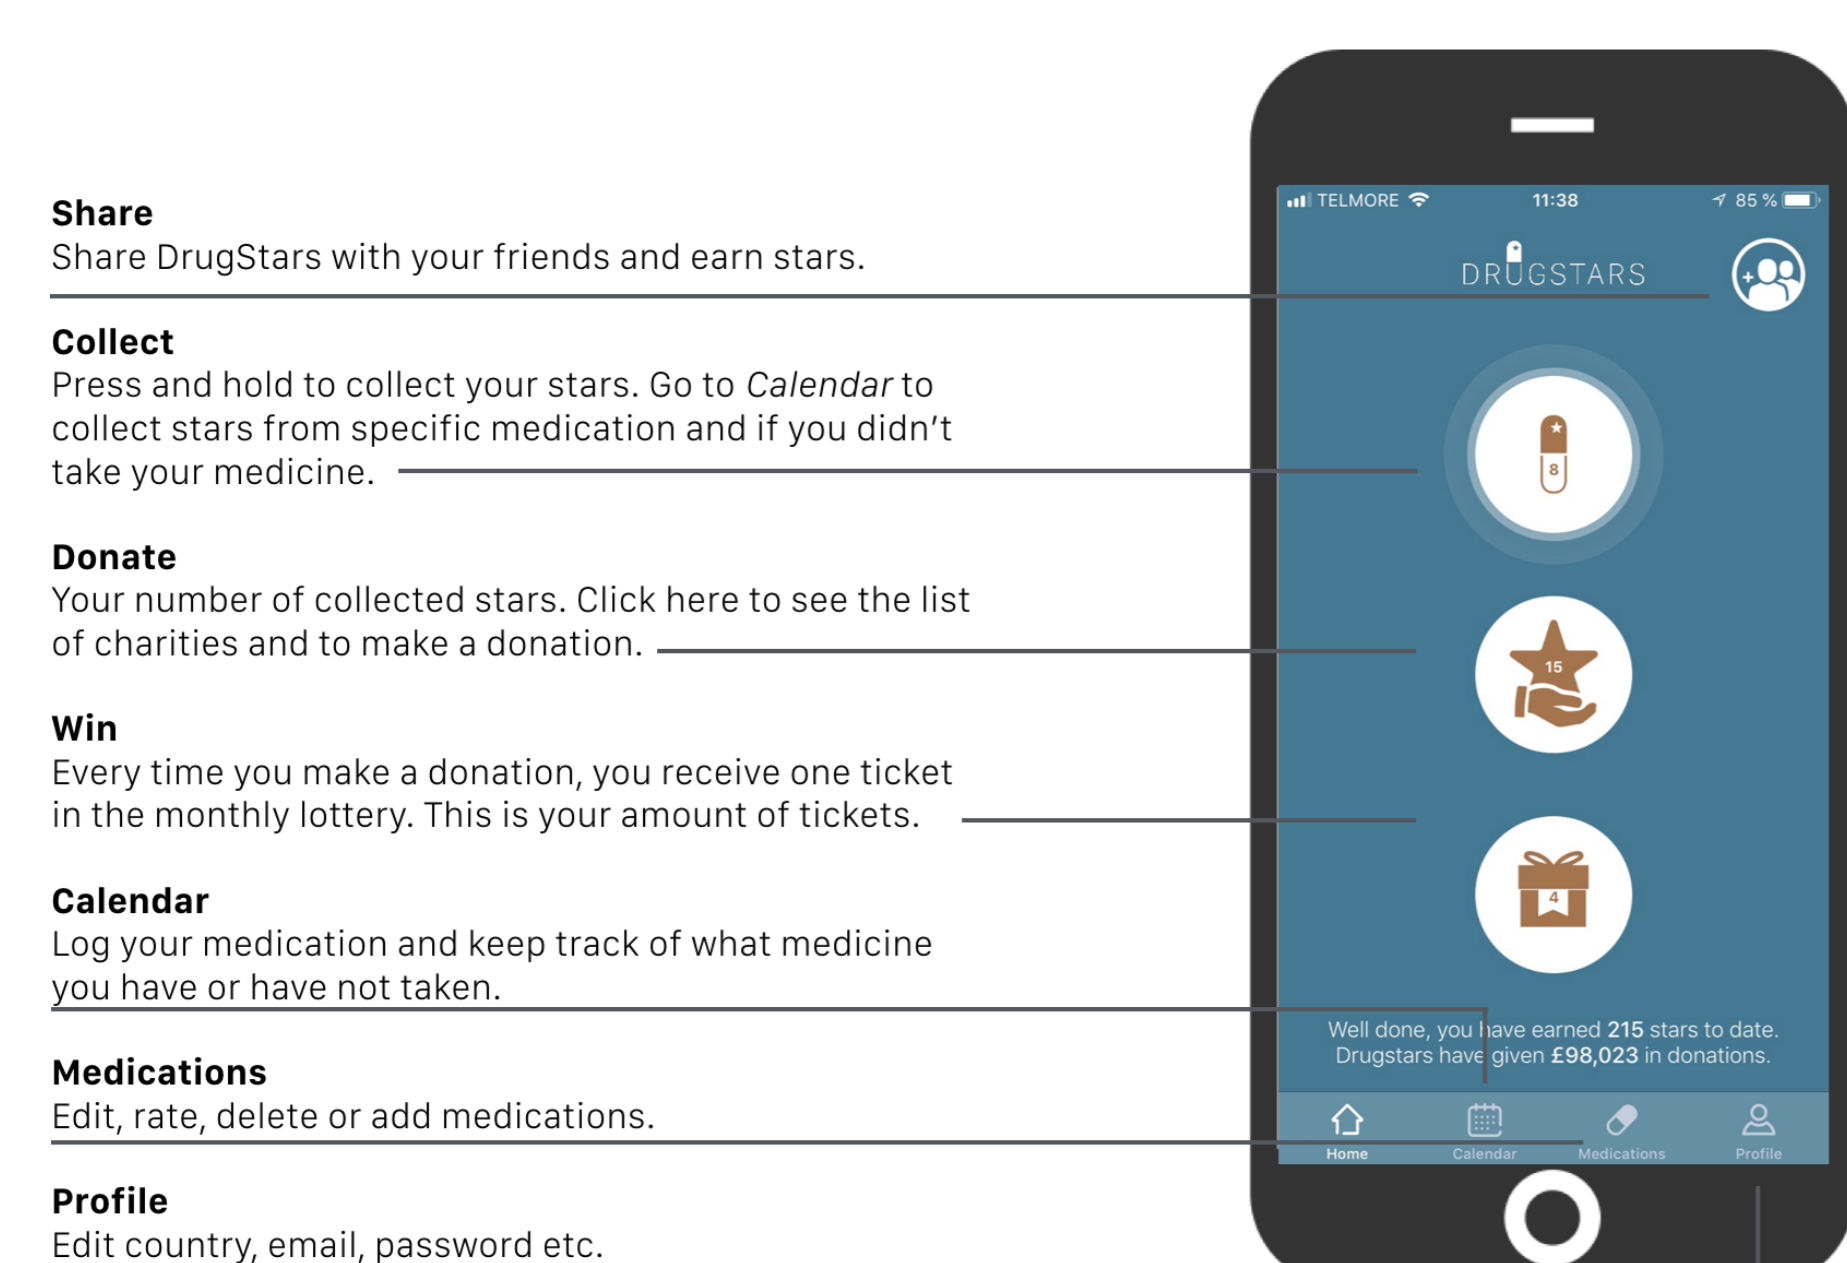 Share
Share DrugStars with your friends and earn stars.
Collect
Press and hold to collect your stars. Go to Calendar to
collect stars from specific medication and if you didn't
take your medicine.
Donate
Your number of collected stars. Click here to see the list
of charities and to make a donation.
Win
Every time you make a donation, you receive one ticket
in the monthly lottery. This is your amount of tickets.
Calendar
Log your medication and keep track of what medicine
you have or have not taken.
Medications
Edit, rate, delete or add medications.
Profile
Edit country, email, password etc.
TELMORE 11:38 85 %
DRUGSTARS
8
15
4
Well done, you have earned 215 stars to date.
Drugstars have given £98,023 in donations.
Home Calendar Medications Profile